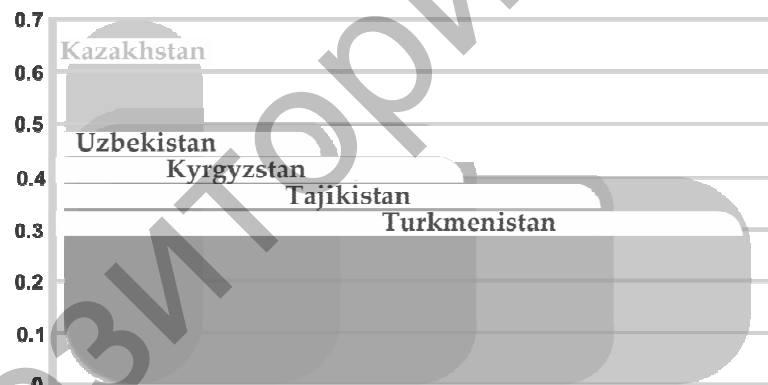 0.7
Kazakhstan
0.6
0.5
Uzbekistan
Kyrgyzstan
0.4
Tajikistan
Turkmenistan
0.3
0.2
0.1
0
зитори